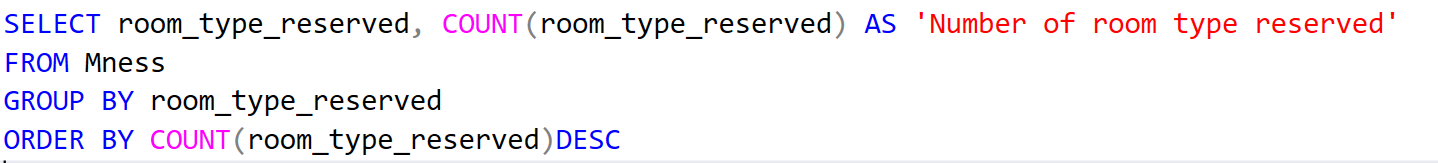 SELECT room_type_reserved, COUNT(room_type_reserved) AS 'Number of room type reserved'
FROM Mness
GROUP BY room_type_reserved
ORDER BY COUNT(room_type_reserved)DESC